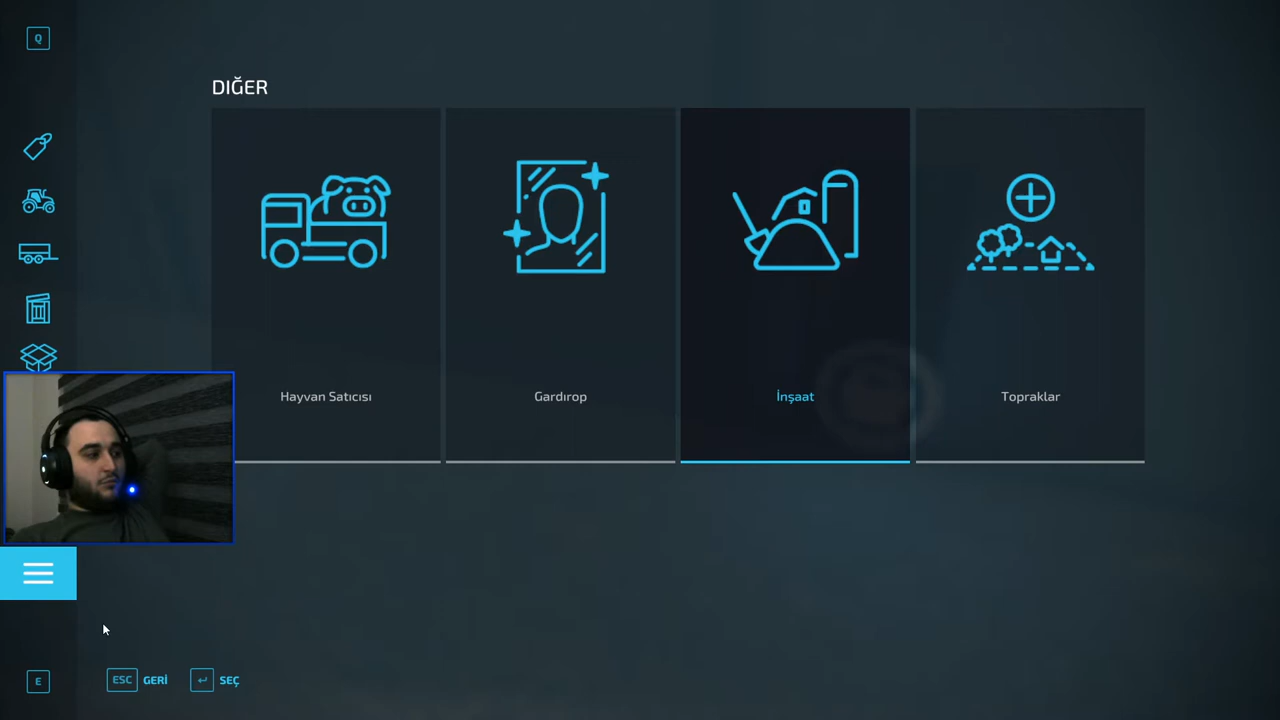 Q
DIĞER
Hayvan Satıcısı
Gardırop
İnşaat
Topraklar
E
ESC GERİ
SEÇ